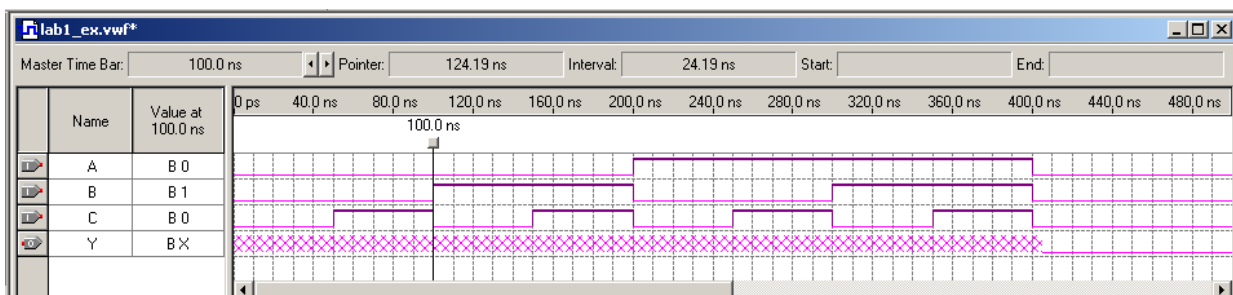 lab1_ex.vwf*
Master Time Bar: 100.0 ns Pointer: 124.19 ns Interval: 24.19 ns Start: End:
Name Value at 100.0 ns 0 ps 40.0 ns 80.0 ns 120.0 ns 160.0 ns 200.0 ns 240.0 ns 280.0 ns 320.0 ns 360.0 ns 400.0 ns 440.0 ns 480.0 ns
100.0 ns
A B 0
B B 1
C B 0
Y B X